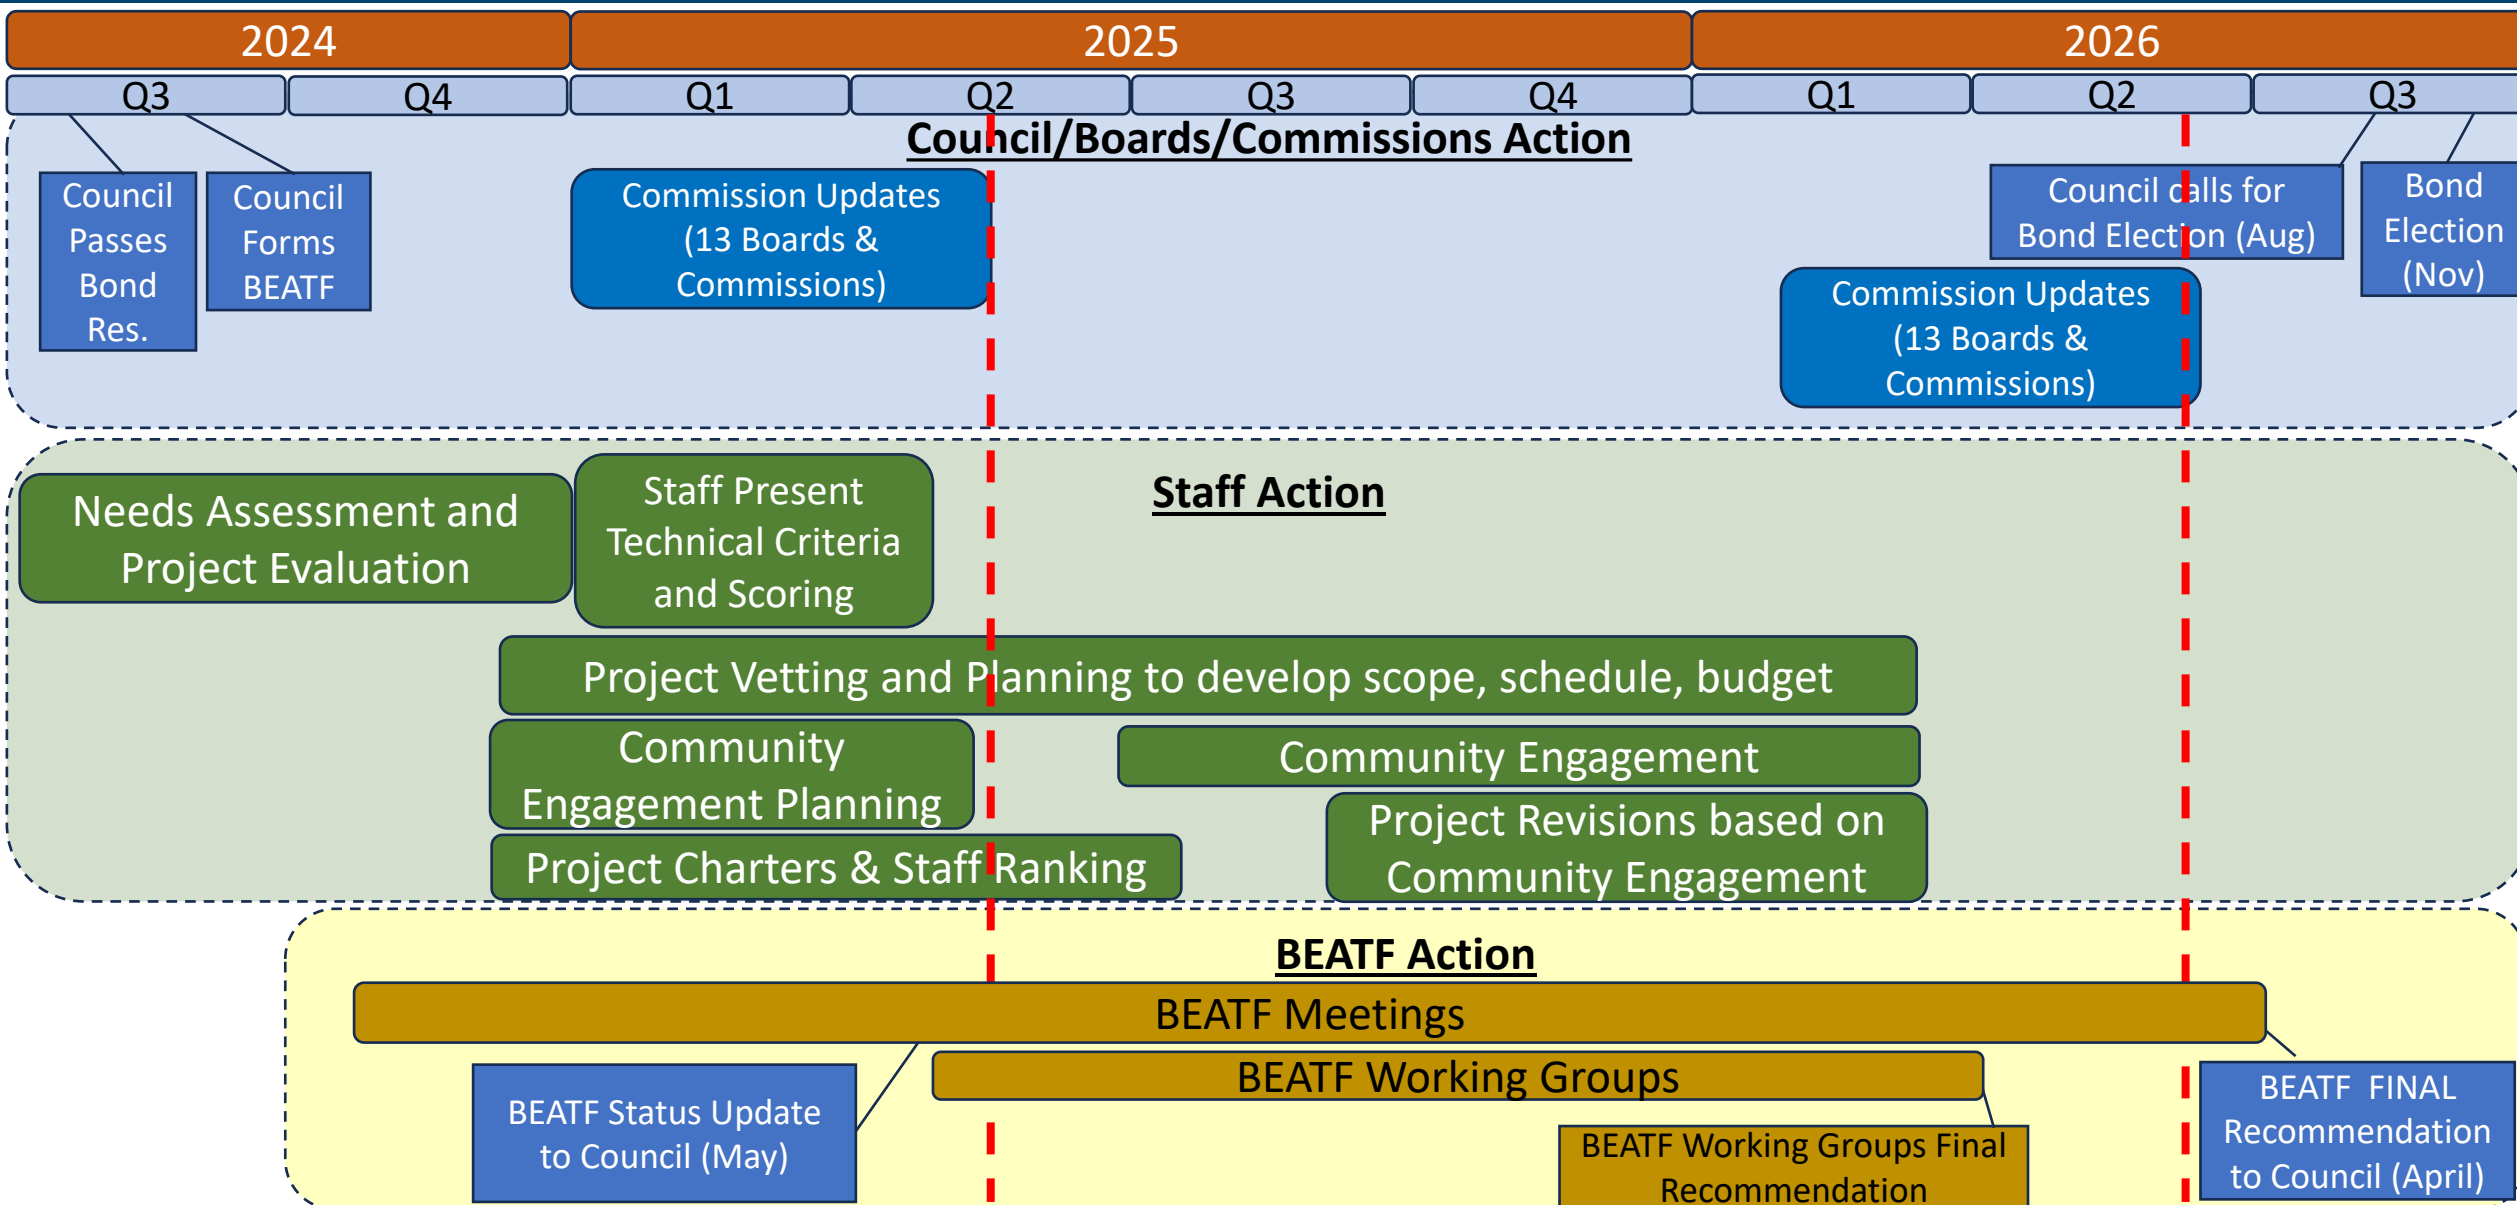 2024
2025
2026
Q3
Q4
Q1
Q2
Q3
Q4
Q1
Q2
Q3
Council/Boards/Commissions Action
Council
Passes
Bond
Res.
Council
Forms
BEATF
Commission Updates
(13 Boards &
Commissions)
Council calls for
Bond Election (Aug)
Bond
Election
(Nov)
Commission Updates
(13 Boards &
Commissions)
Staff Action
Needs Assessment and
Project Evaluation
Staff Present
Technical Criteria
and Scoring
Project Vetting and Planning to develop scope, schedule, budget
Community
Engagement Planning
Community Engagement
Project Charters & Staff Ranking
Project Revisions based on
Community Engagement
BEATF Action
BEATF Meetings
BEATF Working Groups
BEATF Status Update
to Council (May)
BEATF Working Groups Final
Recommendation
BEATF FINAL
Recommendation
to Council (April)